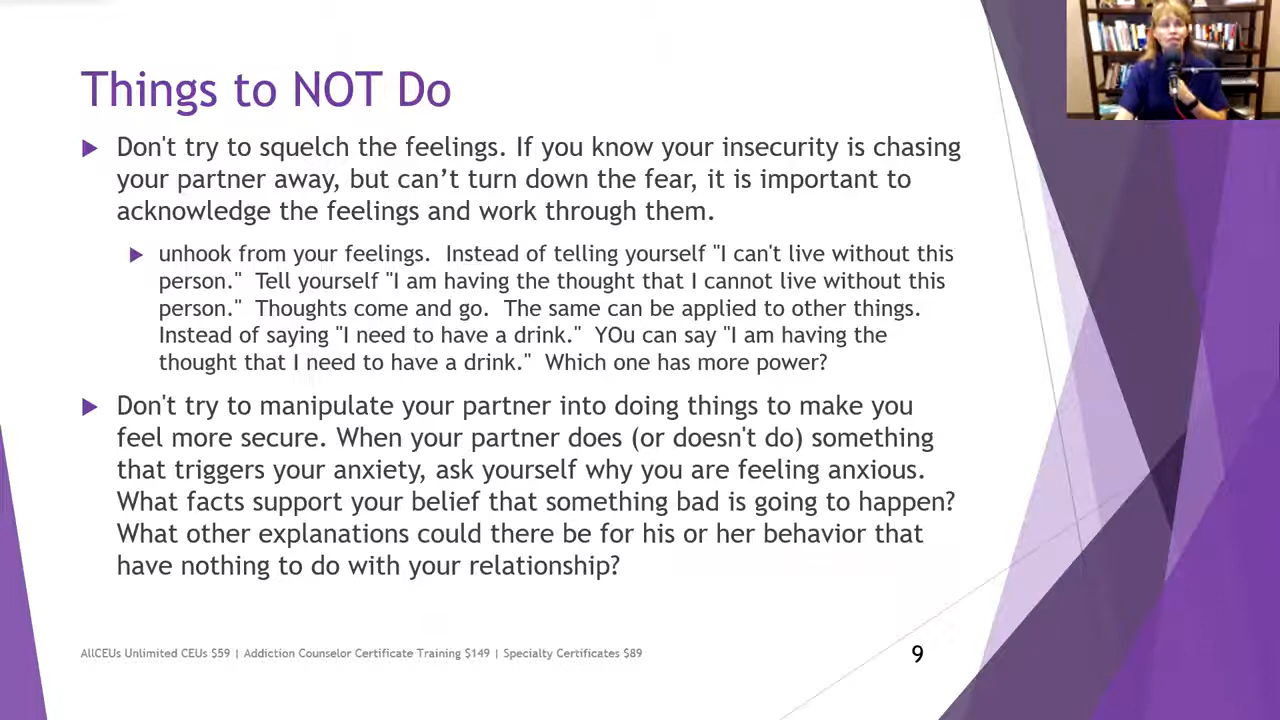 Things to NOT Do
Don't try to squelch the feelings. If you know your insecurity is chasing
your partner away, but can’t turn down the fear, it is important to
acknowledge the feelings and work through them.
unhook from your feelings.  Instead of telling yourself "I can't live without this
person."  Tell yourself "I am having the thought that I cannot live without this
person."  Thoughts come and go.  The same can be applied to other things.
Instead of saying "I need to have a drink."  YOu can say "I am having the
thought that I need to have a drink."  Which one has more power?
Don't try to manipulate your partner into doing things to make you
feel more secure. When your partner does (or doesn't do) something
that triggers your anxiety, ask yourself why you are feeling anxious.
What facts support your belief that something bad is going to happen?
What other explanations could there be for his or her behavior that
have nothing to do with your relationship?
AllCEUs Unlimited CEUs $59 | Addiction Counselor Certificate Training $149 | Specialty Certificates $89
9